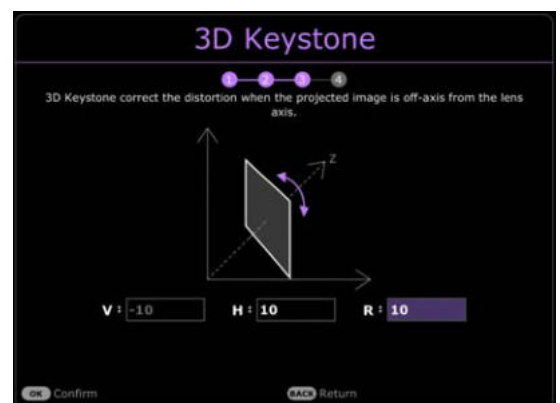 3D Keystone
1 2 3 4
3D Keystone correct the distortion when the projected image is off-axis from the lens
axis.
Z
V : -10 H : 10 R : 10
OK Confirm BACK Return